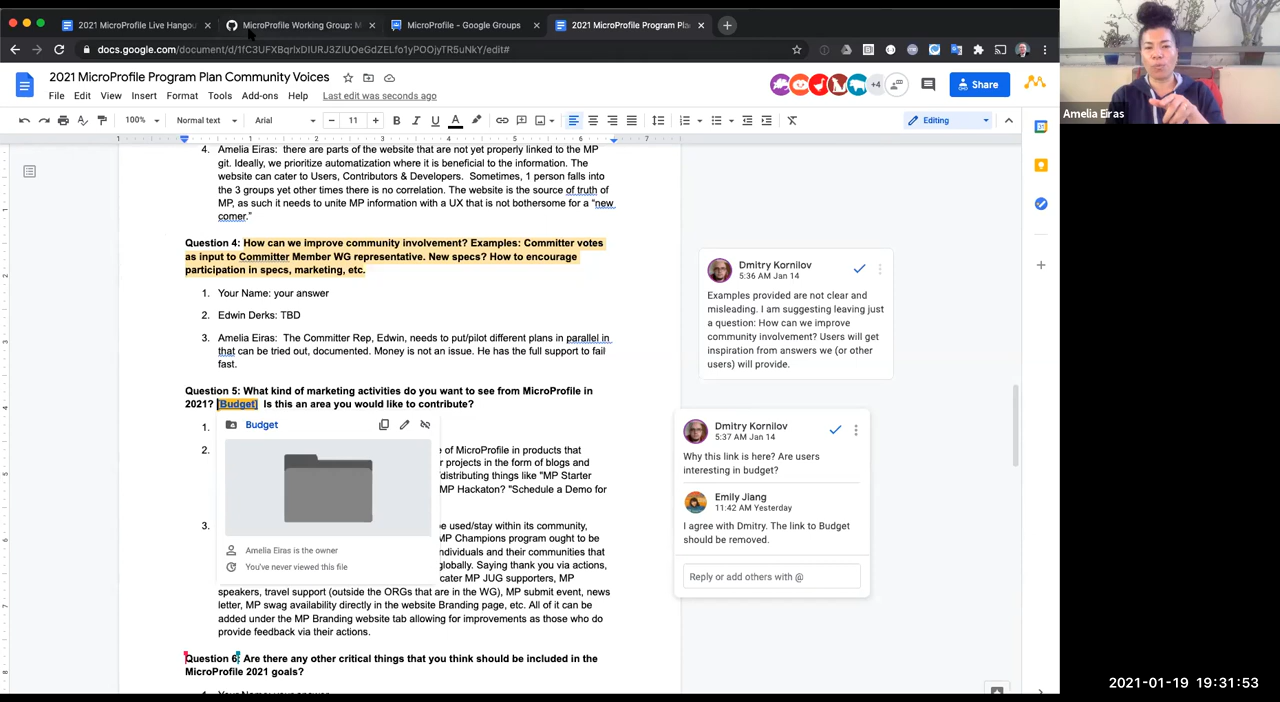 2021 MicroProfile Live Hangou
MicroProfile Working Group: M
MicroProfile - Google Groups
2021 MicroProfile Program Pla
docs.google.com/document/d/1fC3UFXBqrIxDIURJ3ZIUOeGdZELfo1yPOOjyTR5uNkY/edit#
2021 MicroProfile Program Plan Community Voices
File Edit View Insert Format Tools Add-ons Help Last edit was seconds ago
+4
Share
100% Normal text Arial 11 B I U A Editing
1 1 2 3 4 5 6 7
4. Amelia Eiras: there are parts of the website that are not yet properly linked to the MP
git. Ideally, we prioritize automatization where it is beneficial to the information. The
website can cater to Users, Contributors & Developers. Sometimes, 1 person falls into
the 3 groups yet other times there is no correlation. The website is the source of truth of
MP, as such it needs to unite MP information with a UX that is not bothersome for a “new
comer.”
Question 4: How can we improve community involvement? Examples: Committer votes
as input to Committer Member WG representative. New specs? How to encourage
participation in specs, marketing, etc.
1. Your Name: your answer
2. Edwin Derks: TBD
3. Amelia Eiras: The Committer Rep, Edwin, needs to put/pilot different plans in parallel in
that can be tried out, documented. Money is not an issue. He has the full support to fail
fast.
Question 5: What kind of marketing activities do you want to see from MicroProfile in
2021? [Budget] Is this an area you would like to contribute?
1.
Budget
2. e of MicroProfile in products that
r projects in the form of blogs and
distributing things like "MP Starter
MP Hackaton? "Schedule a Demo for
3. e used/stay within its community,
MP Champions program ought to be
ndividuals and their communities that
globally. Saying thank you via actions,
cater MP JUG supporters, MP
Amelia Eiras is the owner
You've never viewed this file
speakers, travel support (outside the ORGs that are in the WG), MP submit event, news
letter, MP swag availability directly in the website Branding page, etc. All of it can be
added under the MP Branding website tab allowing for improvements as those who do
provide feedback via their actions.
Question 6: Are there any other critical things that you think should be included in the
MicroProfile 2021 goals?
Dmitry Kornilov
5:36 AM Jan 14
Examples provided are not clear and
misleading. I am suggesting leaving just
a question: How can we improve
community involvement? Users will get
inspiration from answers we (or other
users) will provide.
Dmitry Kornilov
5:37 AM Jan 14
Why this link is here? Are users
interesting in budget?
Emily Jiang
11:42 AM Yesterday
I agree with Dmitry. The link to Budget
should be removed.
Reply or add others with @
2
3
4
5
6
7
8
Amelia Eiras
2021-01-19 19:31:53